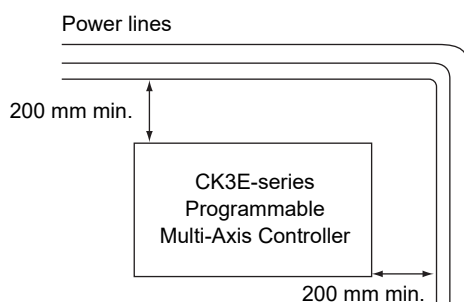 Power lines
200 mm min.
CK3E-series
Programmable
Multi-Axis Controller
200 mm min.